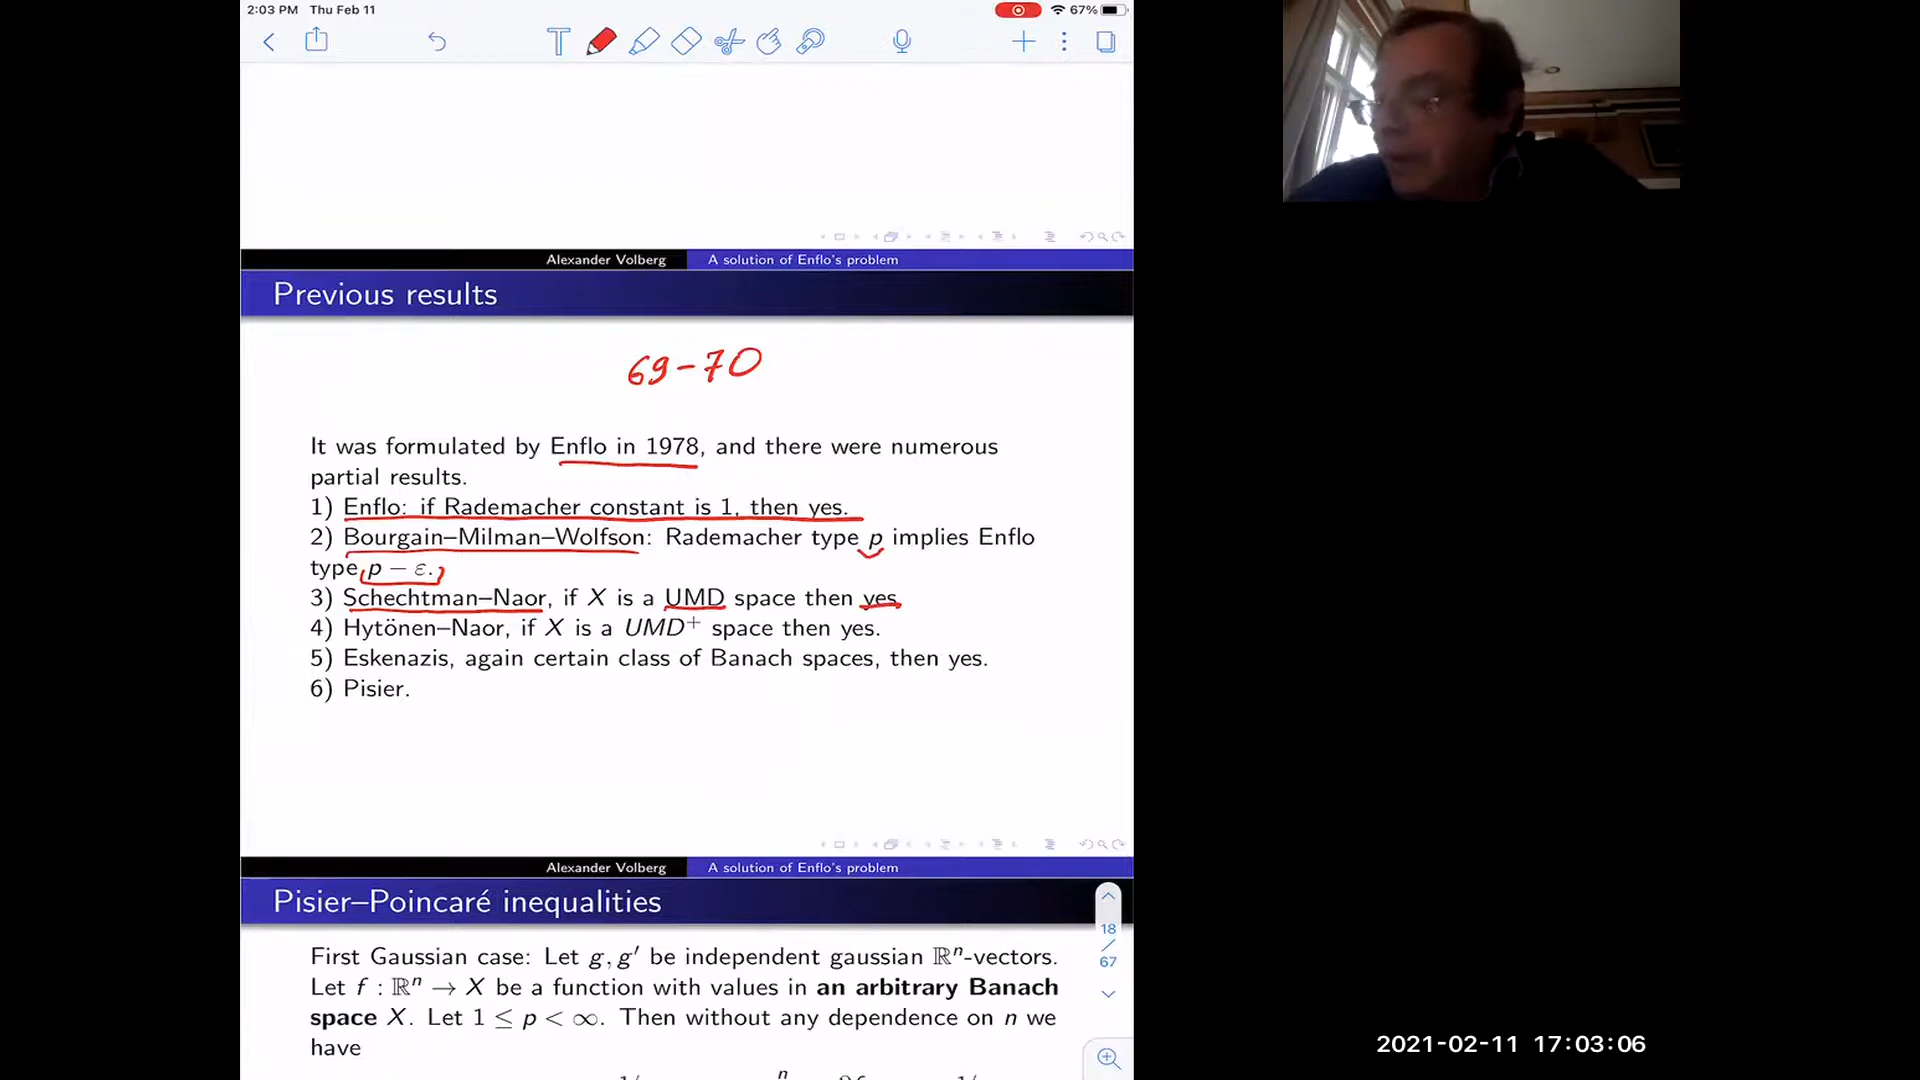 2:03 PM Thu Feb 11
67%
Alexander Volberg A solution of Enflo's problem
Previous results
69-70
It was formulated by Enflo in 1978, and there were numerous
partial results.
1) Enflo: if Rademacher constant is 1, then yes.
2) Bourgain–Milman–Wolfson: Rademacher type p implies Enflo
type p − ε.
3) Schechtman–Naor, if X is a UMD space then yes
4) Hytönen–Naor, if X is a UMD⁺ space then yes.
5) Eskenazis, again certain class of Banach spaces, then yes.
6) Pisier.
Alexander Volberg A solution of Enflo's problem
Pisier–Poincaré inequalities
18
/
67
First Gaussian case: Let g, g′ be independent gaussian ℝⁿ-vectors.
Let f : ℝⁿ → X be a function with values in an arbitrary Banach
space X. Let 1 ≤ p < ∞. Then without any dependence on n we
have
2021-02-11 17:03:06